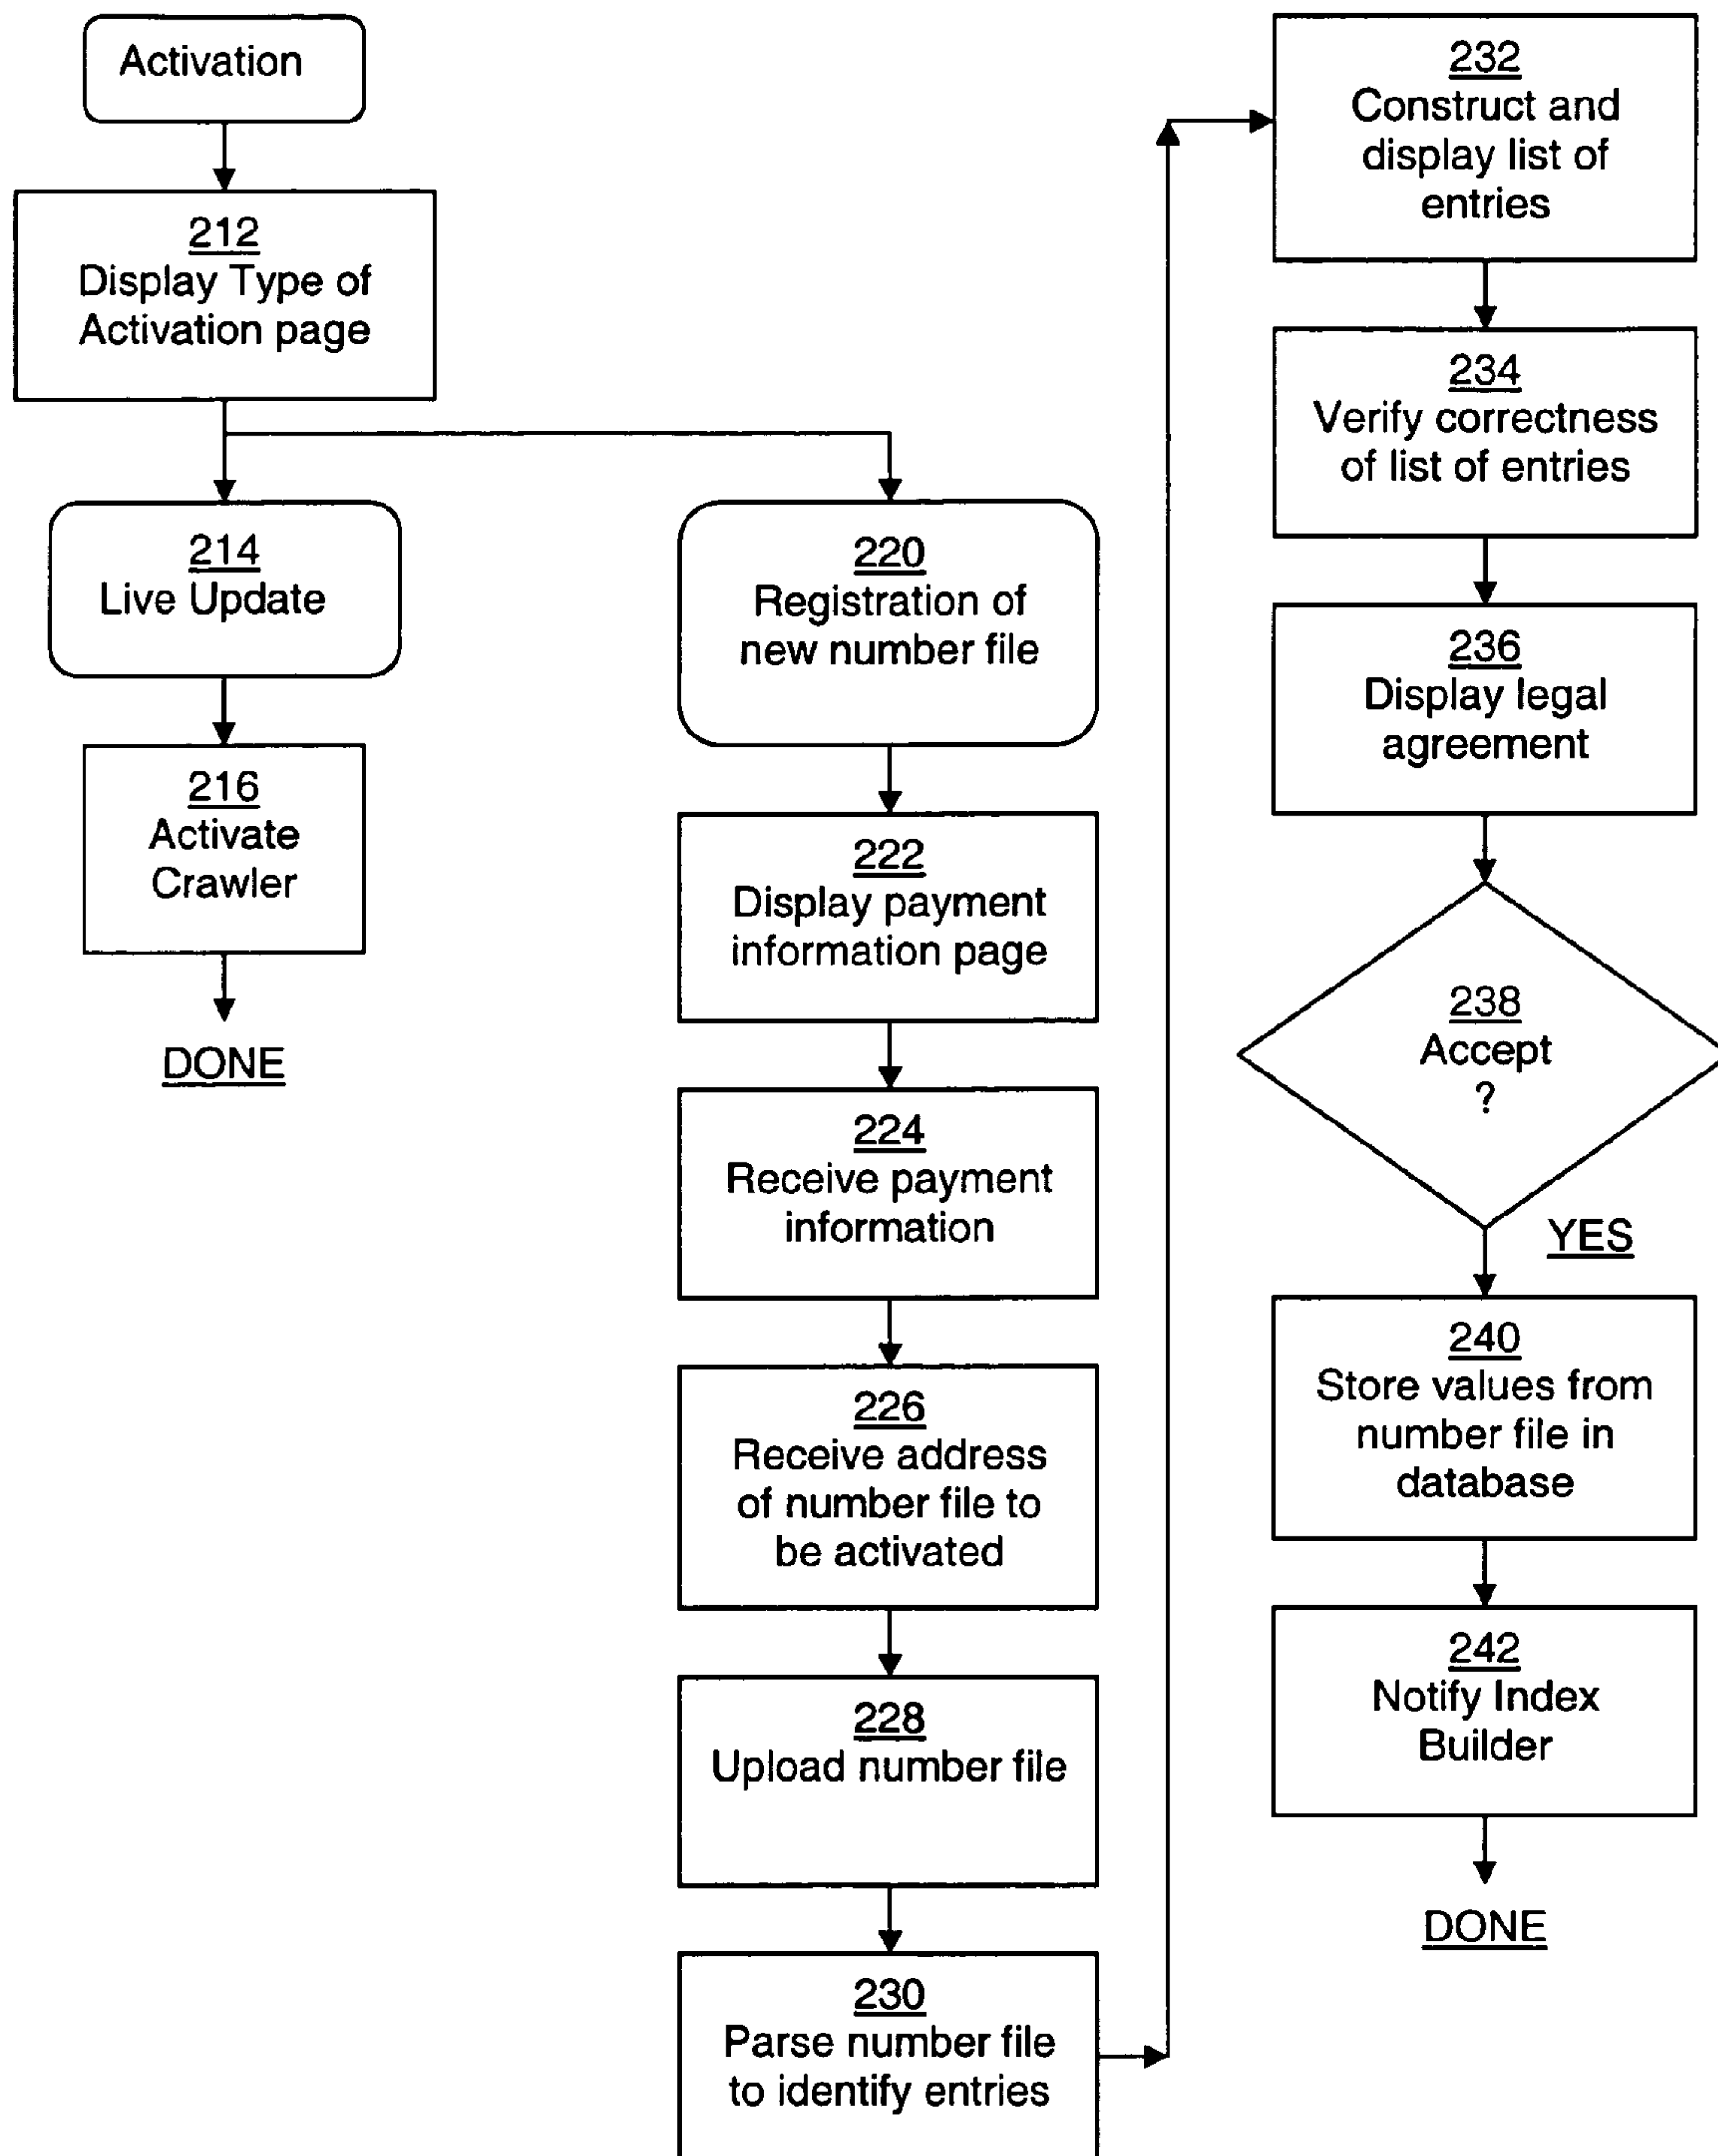 Activation
212
Display Type of
Activation page
214
Live Update
216
Activate
Crawler
DONE
220
Registration of
new number file
222
Display payment
information page
224
Receive payment
information
226
Receive address
of number file to
be activated
228
Upload number file
230
Parse number file
to identify entries
232
Construct and
display list of
entries
234
Verify correctness
of list of entries
236
Display legal
agreement
238
Accept
?
YES
240
Store values from
number file in
database
242
Notify Index
Builder
DONE